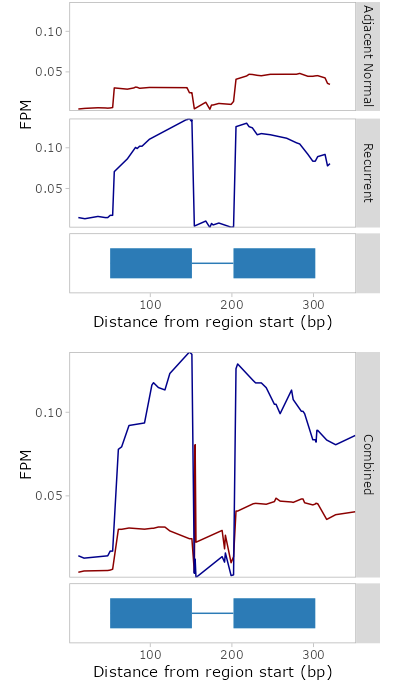 0.10
0.05
Adjacent Normal
FPM
0.10
0.05
Recurrent
100
200
300
Distance from region start (bp)
0.10
0.05
FPM
Combined
100
200
300
Distance from region start (bp)